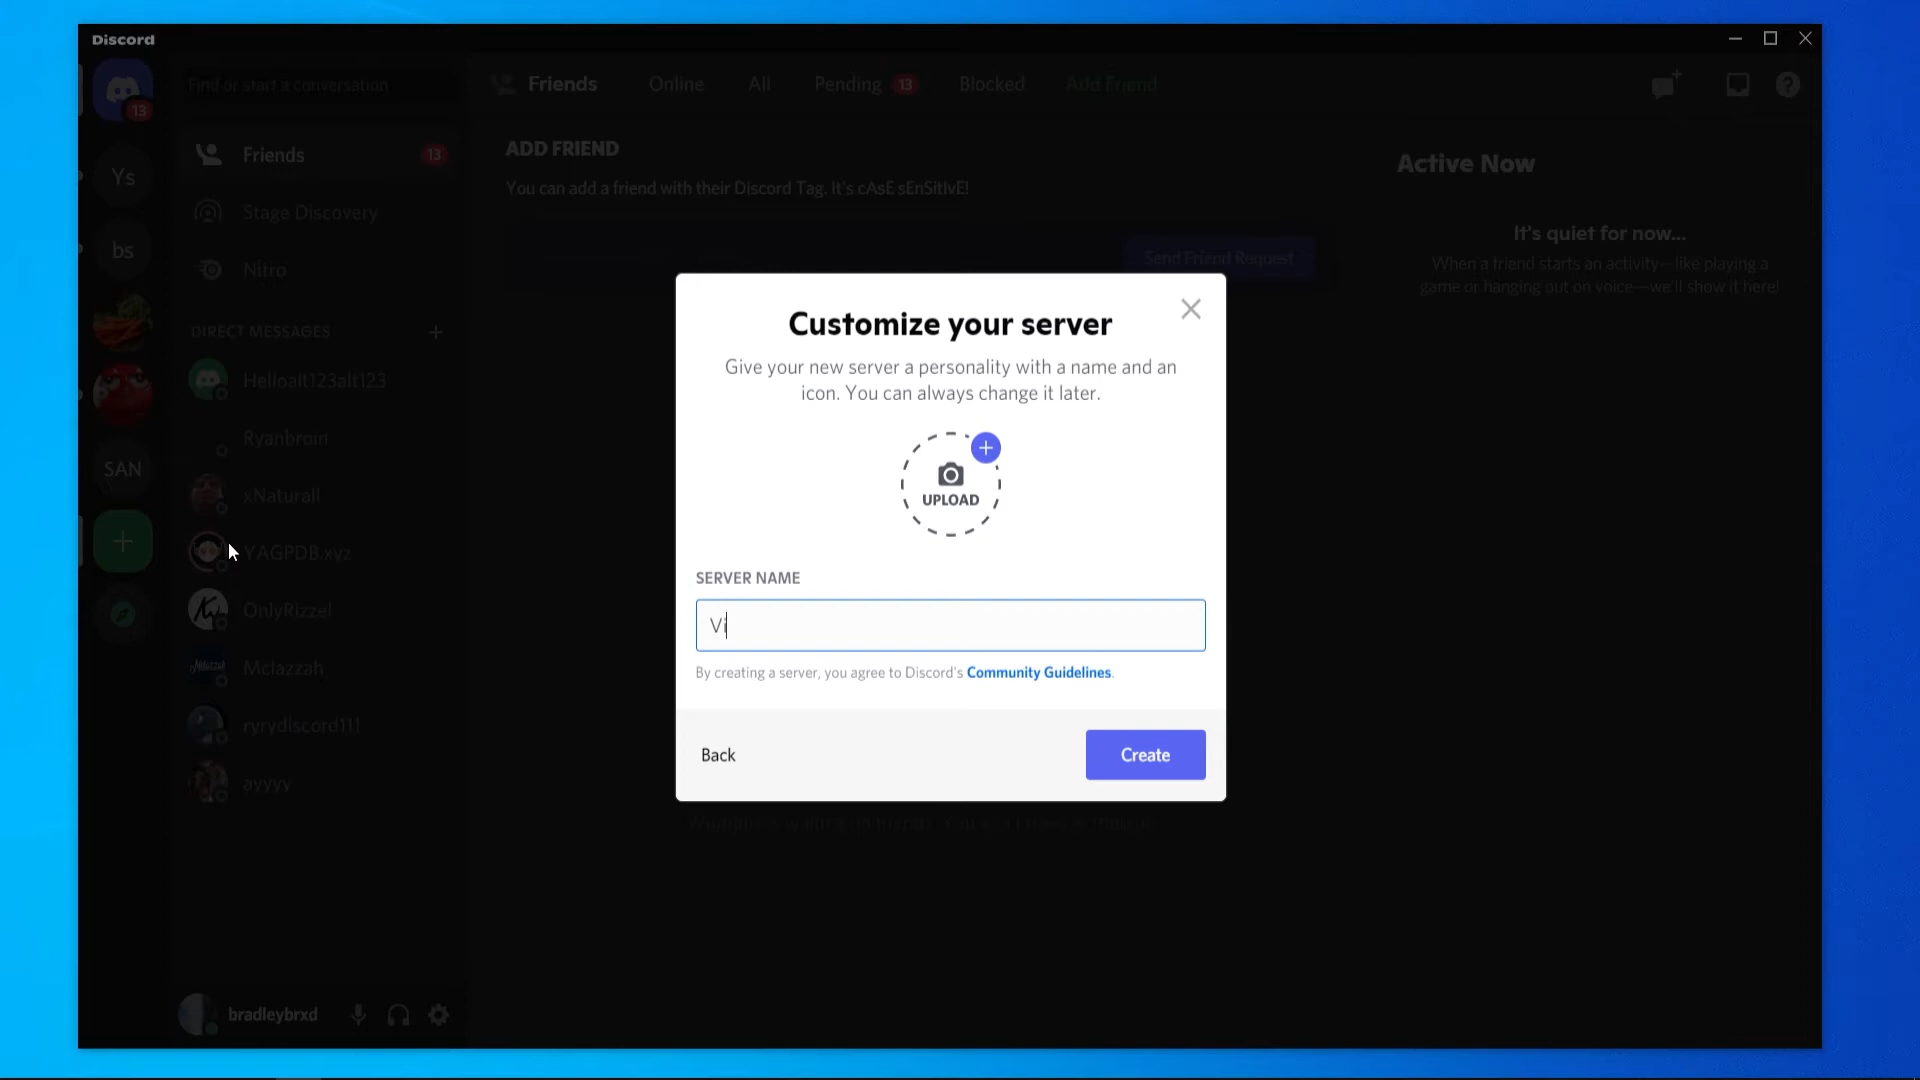 Discord
13
Find or start a conversation
Friends
Online
All
Pending 13
Blocked
Add Friend
Ys
bs
SAN
Friends 13
Stage Discovery
Nitro
DIRECT MESSAGES
Helloalt123alt123
Ryanbroin
xNaturall
YAGPDB.xyz
OnlyRizzel
Mclazzah
ryrydiscord111
ayyyy
bradleybrxd
ADD FRIEND
You can add a friend with their Discord Tag. It's cAsE sEnSitIvE!
Send Friend Request
Active Now
It's quiet for now...
When a friend starts an activity—like playing a
game or hanging out on voice—we'll show it here!
Customize your server
Give your new server a personality with a name and an
icon. You can always change it later.
UPLOAD
SERVER NAME
Vi
By creating a server, you agree to Discord's Community Guidelines.
Back
Create